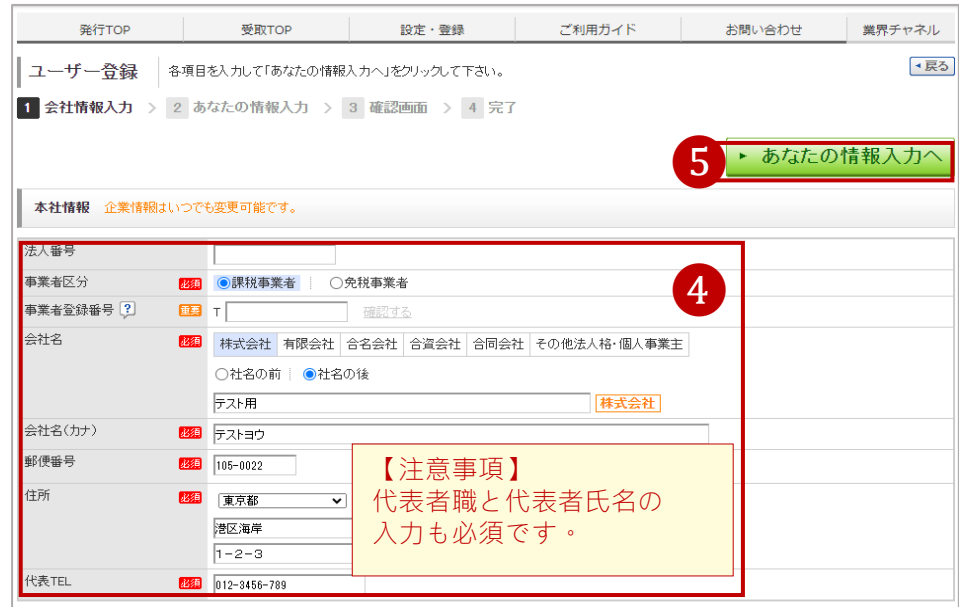 発行TOP 受取TOP 設定・登録 ご利用ガイド お問い合わせ 業界チャネル
ユーザー登録 各項目を入力して「あなたの情報入力へ」をクリックして下さい。 戻る
1 会社情報入力 > 2 あなたの情報入力 > 3 確認画面 > 4 完了
5 あなたの情報入力へ
本社情報 企業情報はいつでも変更可能です。
法人番号
4
事業者区分 必須 課税事業者 免税事業者
事業者登録番号 ? 重要 T 確認する
会社名 必須 株式会社 有限会社 合名会社 合資会社 合同会社 その他法人格・個人事業主
社名の前 社名の後
テスト用 株式会社
会社名(カナ) 必須 テストヨウ
郵便番号 必須 105-0022
住所 必須 東京都
港区海岸
1-2-3
代表TEL 必須 012-3456-789
【注意事項】
代表者職と代表者氏名の
入力も必須です。